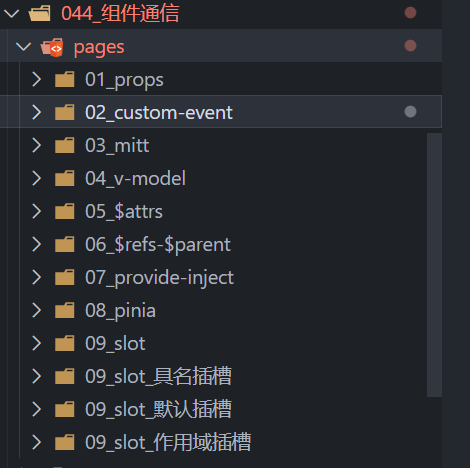 044_组件通信
pages
01_props
02_custom-event
03_mitt
04_v-model
05_$attrs
06_$refs-$parent
07_provide-inject
08_pinia
09_slot
09_slot_具名插槽
09_slot_默认插槽
09_slot_作用域插槽